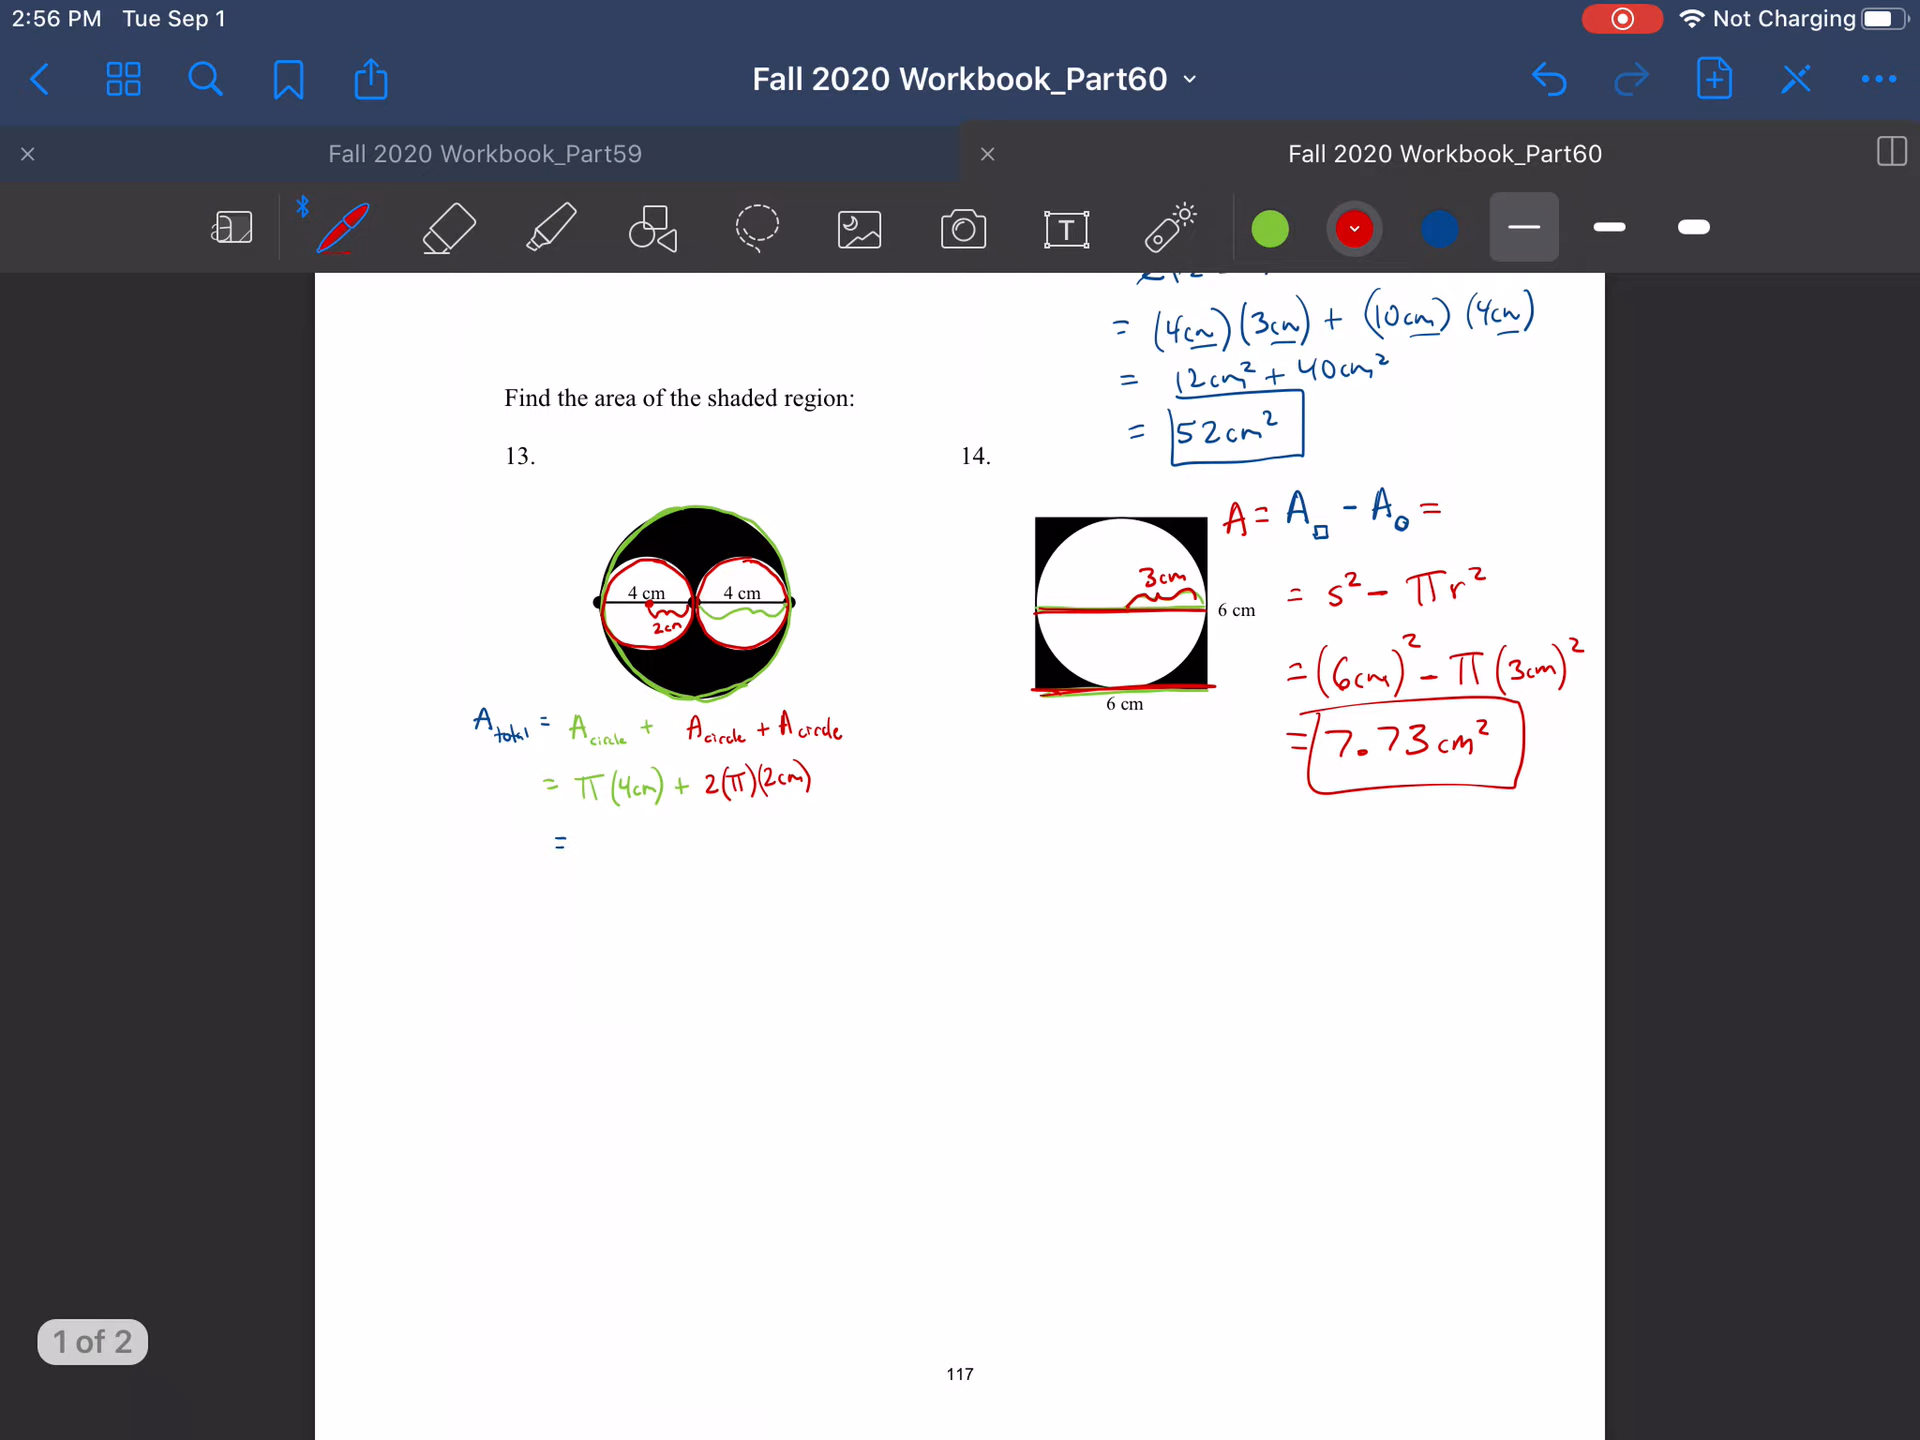 2:56 PM Tue Sep 1
Not Charging
Fall 2020 Workbook_Part60
Fall 2020 Workbook_Part59
Fall 2020 Workbook_Part60
T
= (4cm)(3cm) + (10cm)(4cm)
= 12cm² + 40cm²
= 52cm²
Find the area of the shaded region:
13.
4 cm 4 cm
2cm
A total = A circle + A circle + A circle
= π(4cm) + 2(π)(2cm)
=
14.
3cm
6 cm
6 cm
A = A□ - A○ =
= s² - πr²
= (6cm)² - π(3cm)²
= 7.73cm²
1 of 2
117